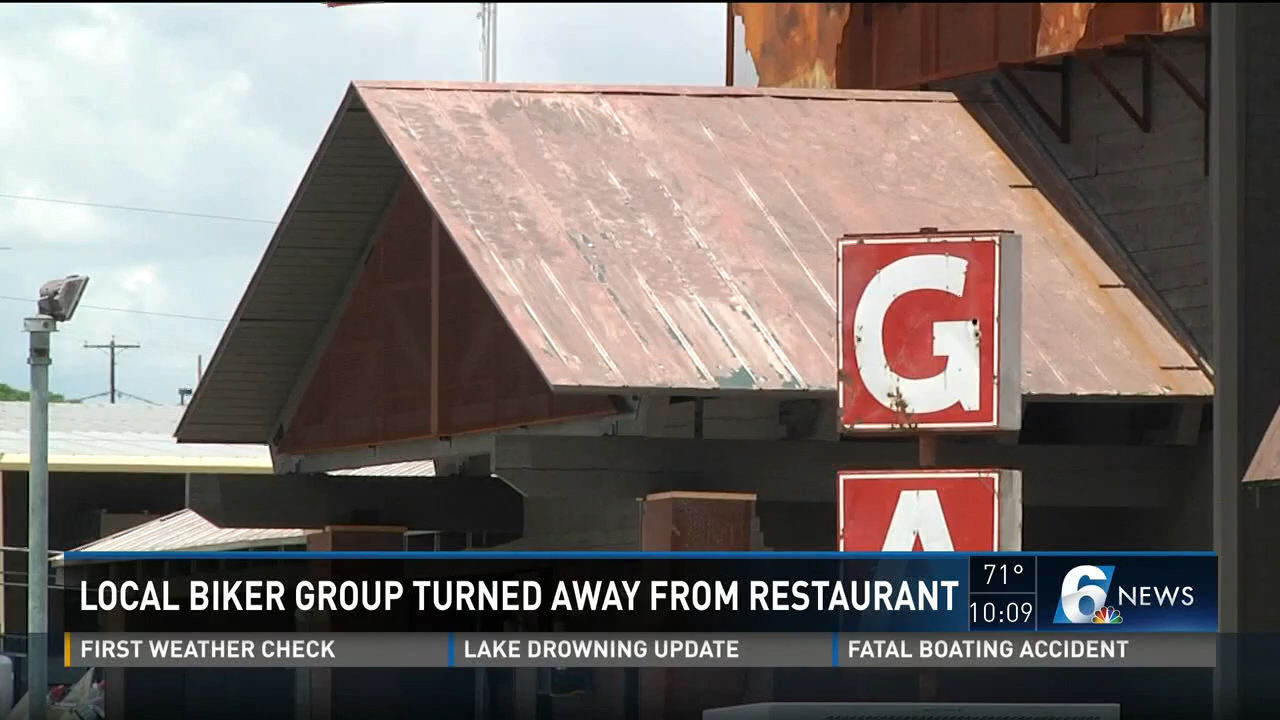 G
A
LOCAL BIKER GROUP TURNED AWAY FROM RESTAURANT
71°
10:09
6 NEWS
FIRST WEATHER CHECK
LAKE DROWNING UPDATE
FATAL BOATING ACCIDENT